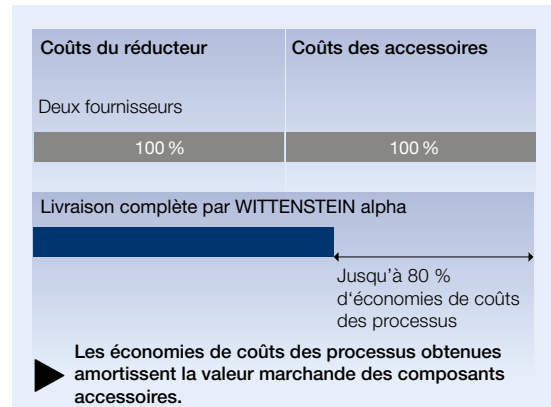 Coûts du réducteur
Coûts des accessoires
Deux fournisseurs
100 %
100 %
Livraison complète par WITTENSTEIN alpha
Jusqu’à 80 %
d‘économies de coûts
des processus
Les économies de coûts des processus obtenues
amortissent la valeur marchande des composants
accessoires.